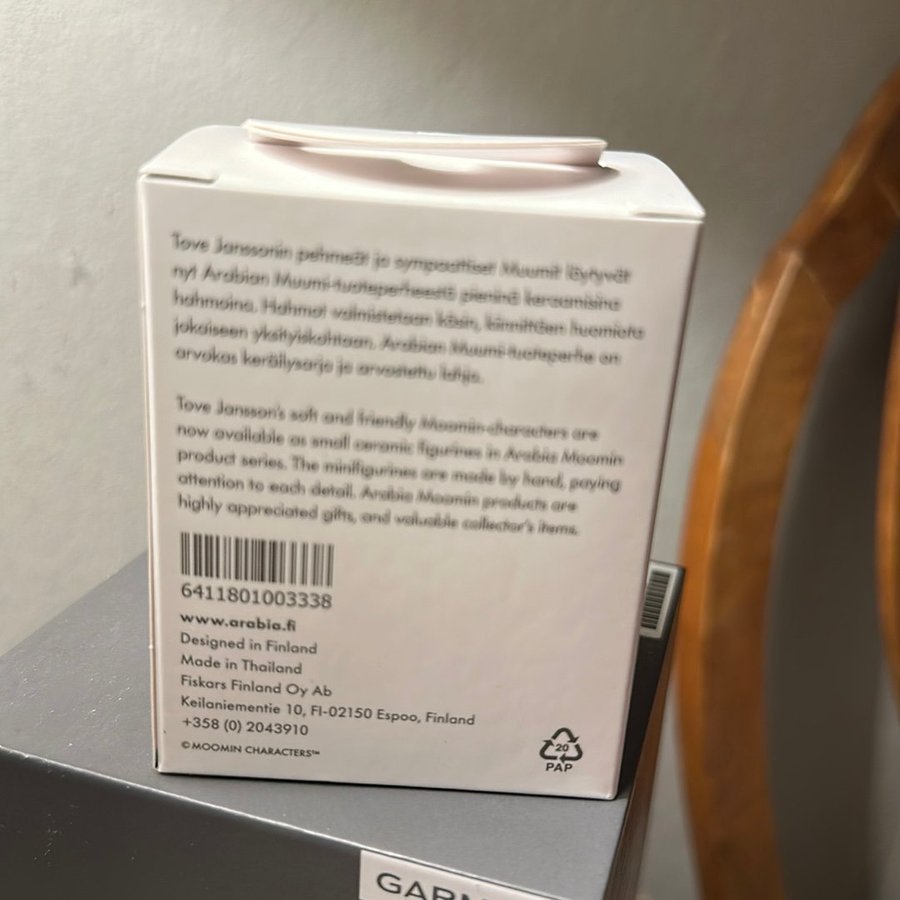 Tove Janssonin pehmeät ja sympaattiset Muumit löytyvät
nyt Arabian Muumi-tuoteperheestä pieninä keraamisina
hahmoina. Hahmot valmistetaan käsin, kiinnittäen huomiota
jokaiseen yksityiskohtaan. Arabian Muumi-tuoteperhe on
arvokas keräilysarja ja arvostettu lahja.
Tove Jansson's soft and friendly Moomin-characters are
now available as small ceramic figurines in Arabia Moomin
product series. The minifigurines are made by hand, paying
attention to each detail. Arabia Moomin products are
highly appreciated gifts, and valuable collector's items.
6411801003338
www.arabia.fi
Designed in Finland
Made in Thailand
Fiskars Finland Oy Ab
Keilaniementie 10, FI-02150 Espoo, Finland
+358 (0) 2043910
©MOOMIN CHARACTERS™
20
PAP